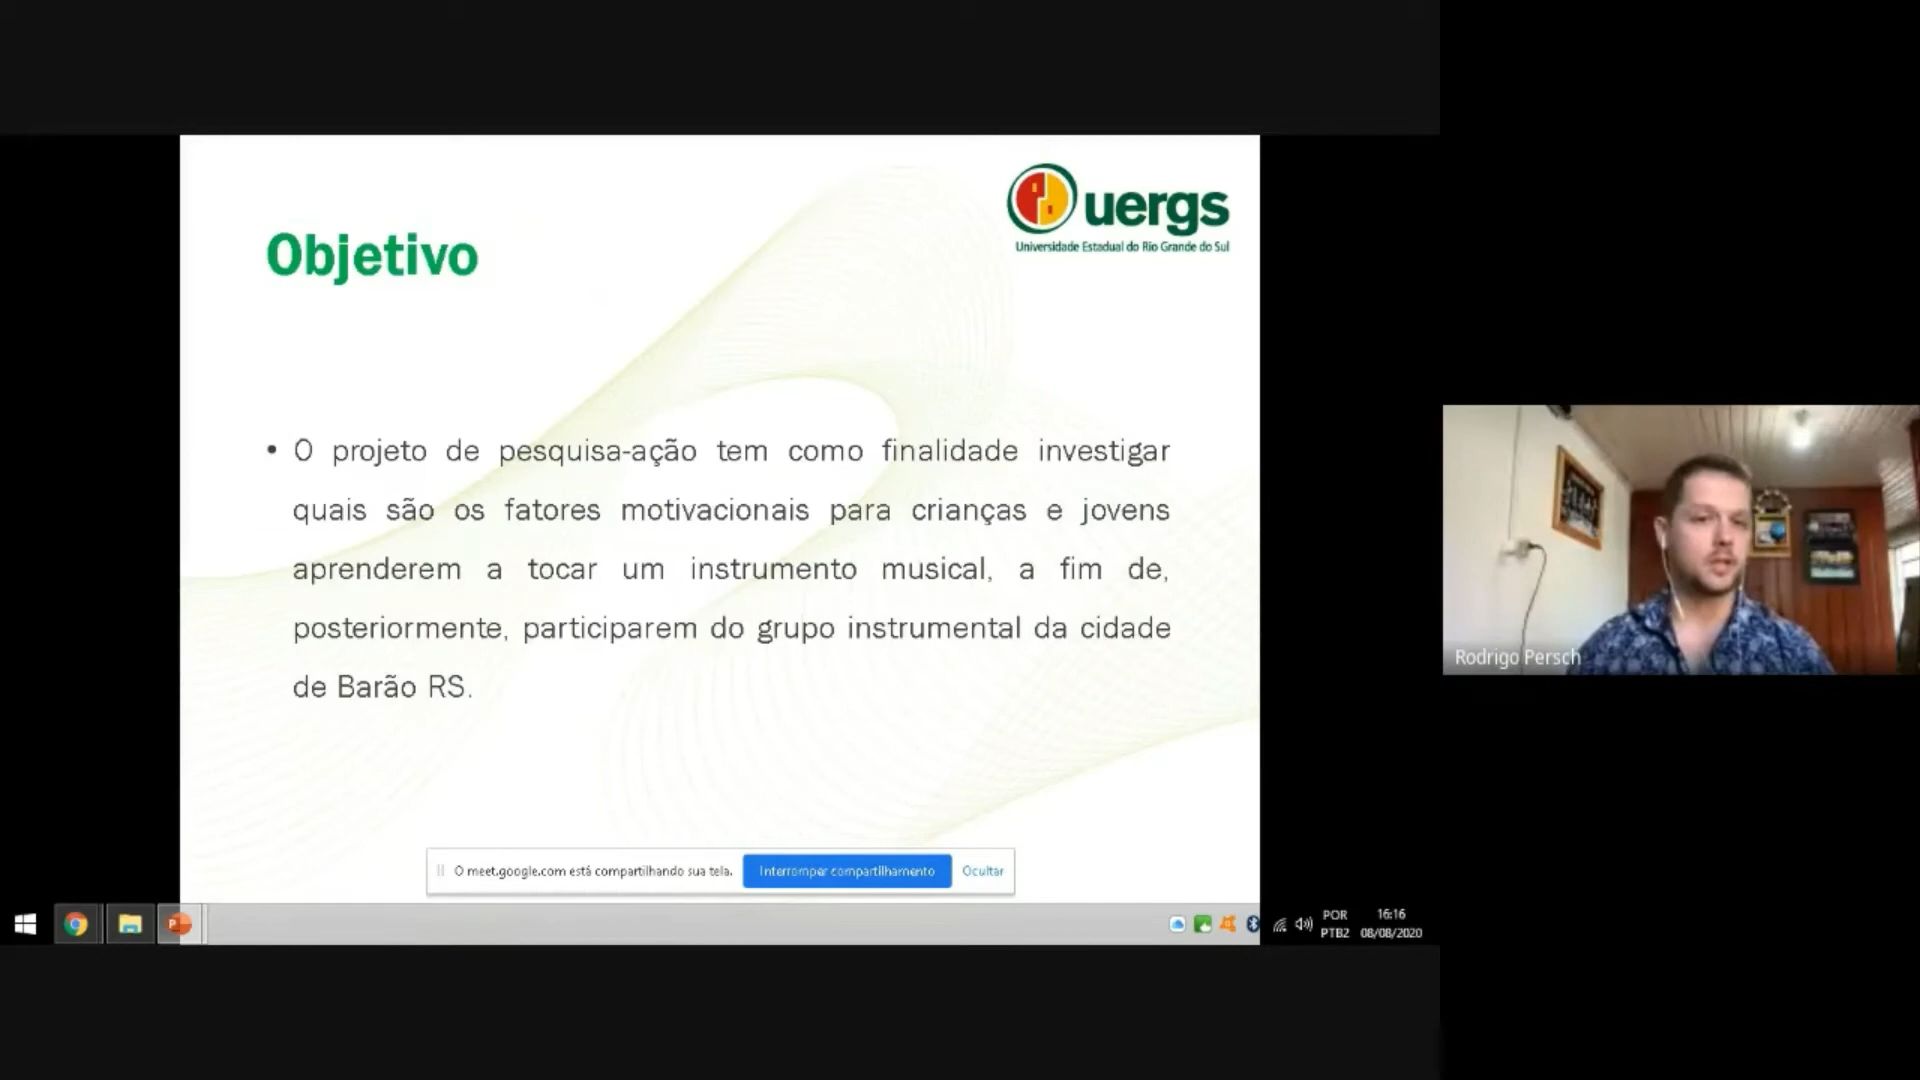 uergs
Universidade Estadual do Rio Grande do Sul
Objetivo
• O projeto de pesquisa-ação tem como finalidade investigar
quais são os fatores motivacionais para crianças e jovens
aprenderem a tocar um instrumento musical, a fim de,
posteriormente, participarem do grupo instrumental da cidade
de Barão RS.
Rodrigo Persch
O meet.google.com está compartilhando sua tela.
Interromper compartilhamento
Ocultar
POR
PTB2
16:16
08/08/2020